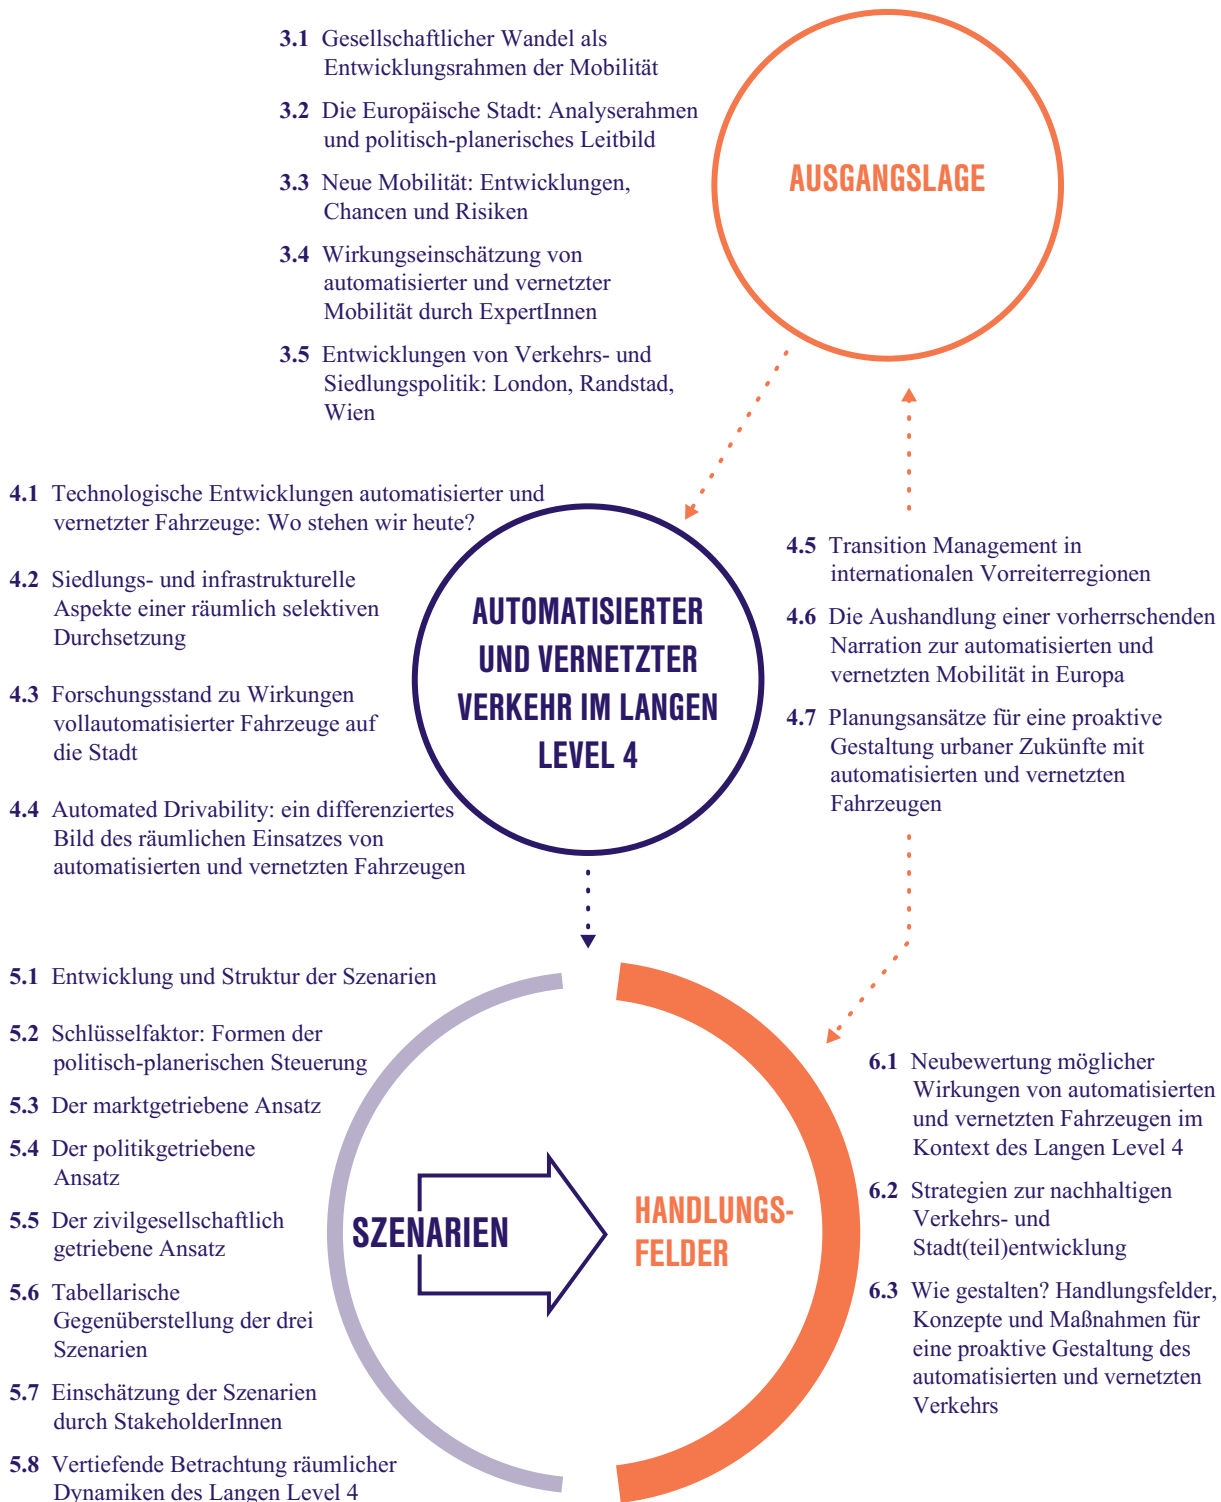 3.1 Gesellschaftlicher Wandel als
Entwicklungsrahmen der Mobilität
3.2 Die Europäische Stadt: Analyserahmen
und politisch-planerisches Leitbild
3.3 Neue Mobilität: Entwicklungen,
Chancen und Risiken
3.4 Wirkungseinschätzung von
automatisierter und vernetzter
Mobilität durch ExpertInnen
3.5 Entwicklungen von Verkehrs- und
Siedlungspolitik: London, Randstad,
Wien
AUSGANGSLAGE
4.1 Technologische Entwicklungen automatisierter und
vernetzter Fahrzeuge: Wo stehen wir heute?
4.2 Siedlungs- und infrastrukturelle
Aspekte einer räumlich selektiven
Durchsetzung
4.3 Forschungsstand zu Wirkungen
vollautomatisierter Fahrzeuge auf
die Stadt
4.4 Automated Drivability: ein differenziertes
Bild des räumlichen Einsatzes von
automatisierten und vernetzten Fahrzeugen
AUTOMATISIERTER
UND VERNETZTER
VERKEHR IM LANGEN
LEVEL 4
4.5 Transition Management in
internationalen Vorreiterregionen
4.6 Die Aushandlung einer vorherrschenden
Narration zur automatisierten und
vernetzten Mobilität in Europa
4.7 Planungsansätze für eine proaktive
Gestaltung urbaner Zukünfte mit
automatisierten und vernetzten
Fahrzeugen
5.1 Entwicklung und Struktur der Szenarien
5.2 Schlüsselfaktor: Formen der
politisch-planerischen Steuerung
5.3 Der marktgetriebene Ansatz
5.4 Der politikgetriebene
Ansatz
5.5 Der zivilgesellschaftlich
getriebene Ansatz
5.6 Tabellarische
Gegenüberstellung der drei
Szenarien
5.7 Einschätzung der Szenarien
durch StakeholderInnen
5.8 Vertiefende Betrachtung räumlicher
Dynamiken des Langen Level 4
SZENARIEN
HANDLUNGS-
FELDER
6.1 Neubewertung möglicher
Wirkungen von automatisierten
und vernetzten Fahrzeugen im
Kontext des Langen Level 4
6.2 Strategien zur nachhaltigen
Verkehrs- und
Stadt(teil)entwicklung
6.3 Wie gestalten? Handlungsfelder,
Konzepte und Maßnahmen für
eine proaktive Gestaltung des
automatisierten und vernetzten
Verkehrs